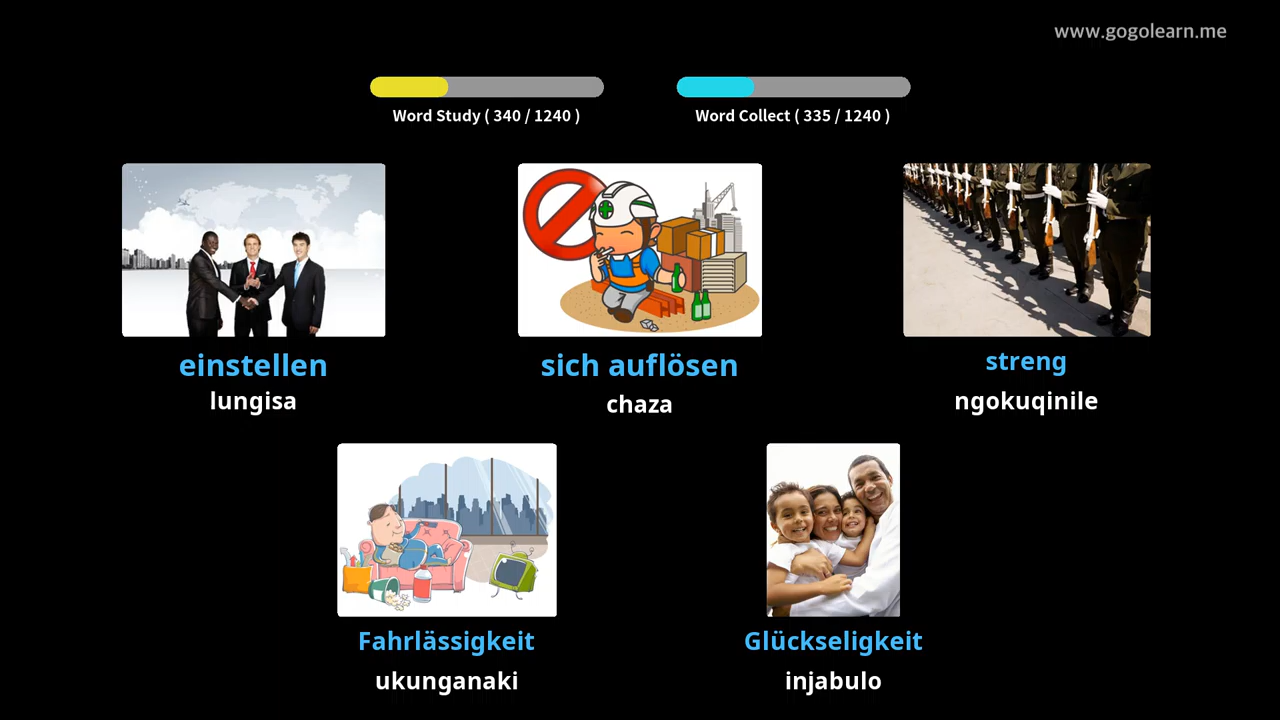 www.gogolearn.me
Word Study ( 340 / 1240 )
Word Collect ( 335 / 1240 )
einstellen
lungisa
sich auflösen
chaza
streng
ngokuqinile
Fahrlässigkeit
ukunganaki
Glückseligkeit
injabulo